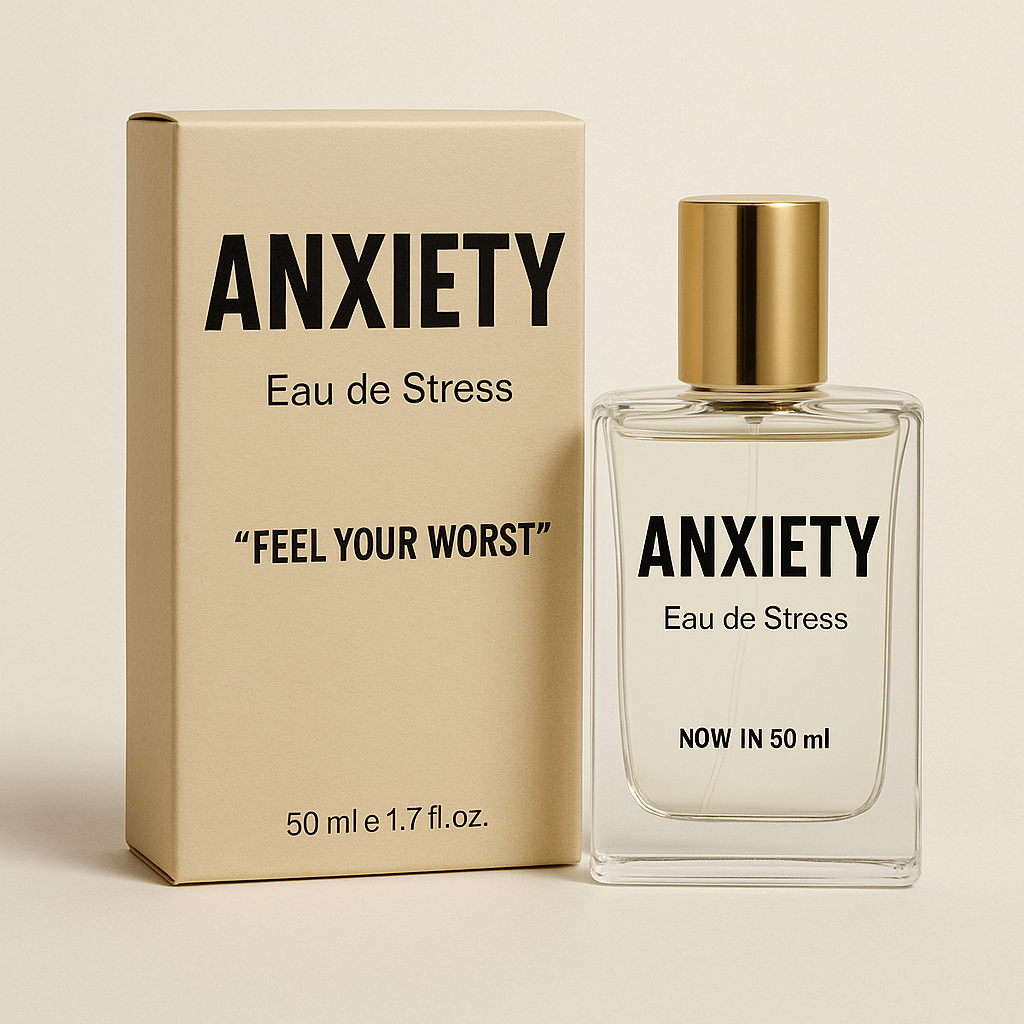 ANXIETY
Eau de Stress
“FEEL YOUR WORST”
50 ml e 1.7 fl.oz.
ANXIETY
Eau de Stress
NOW IN 50 ml